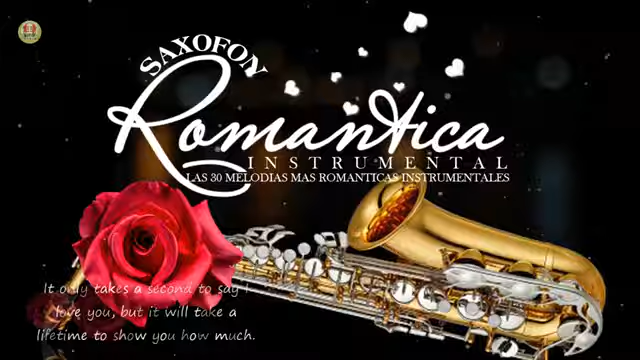 SAXOFON
Romantica
INSTRUMENTAL
LAS 30 MELODIAS MAS ROMANTICAS INSTRUMENTALES
It only takes a second to say I
love you, but it will take a
lifetime to show you how much.